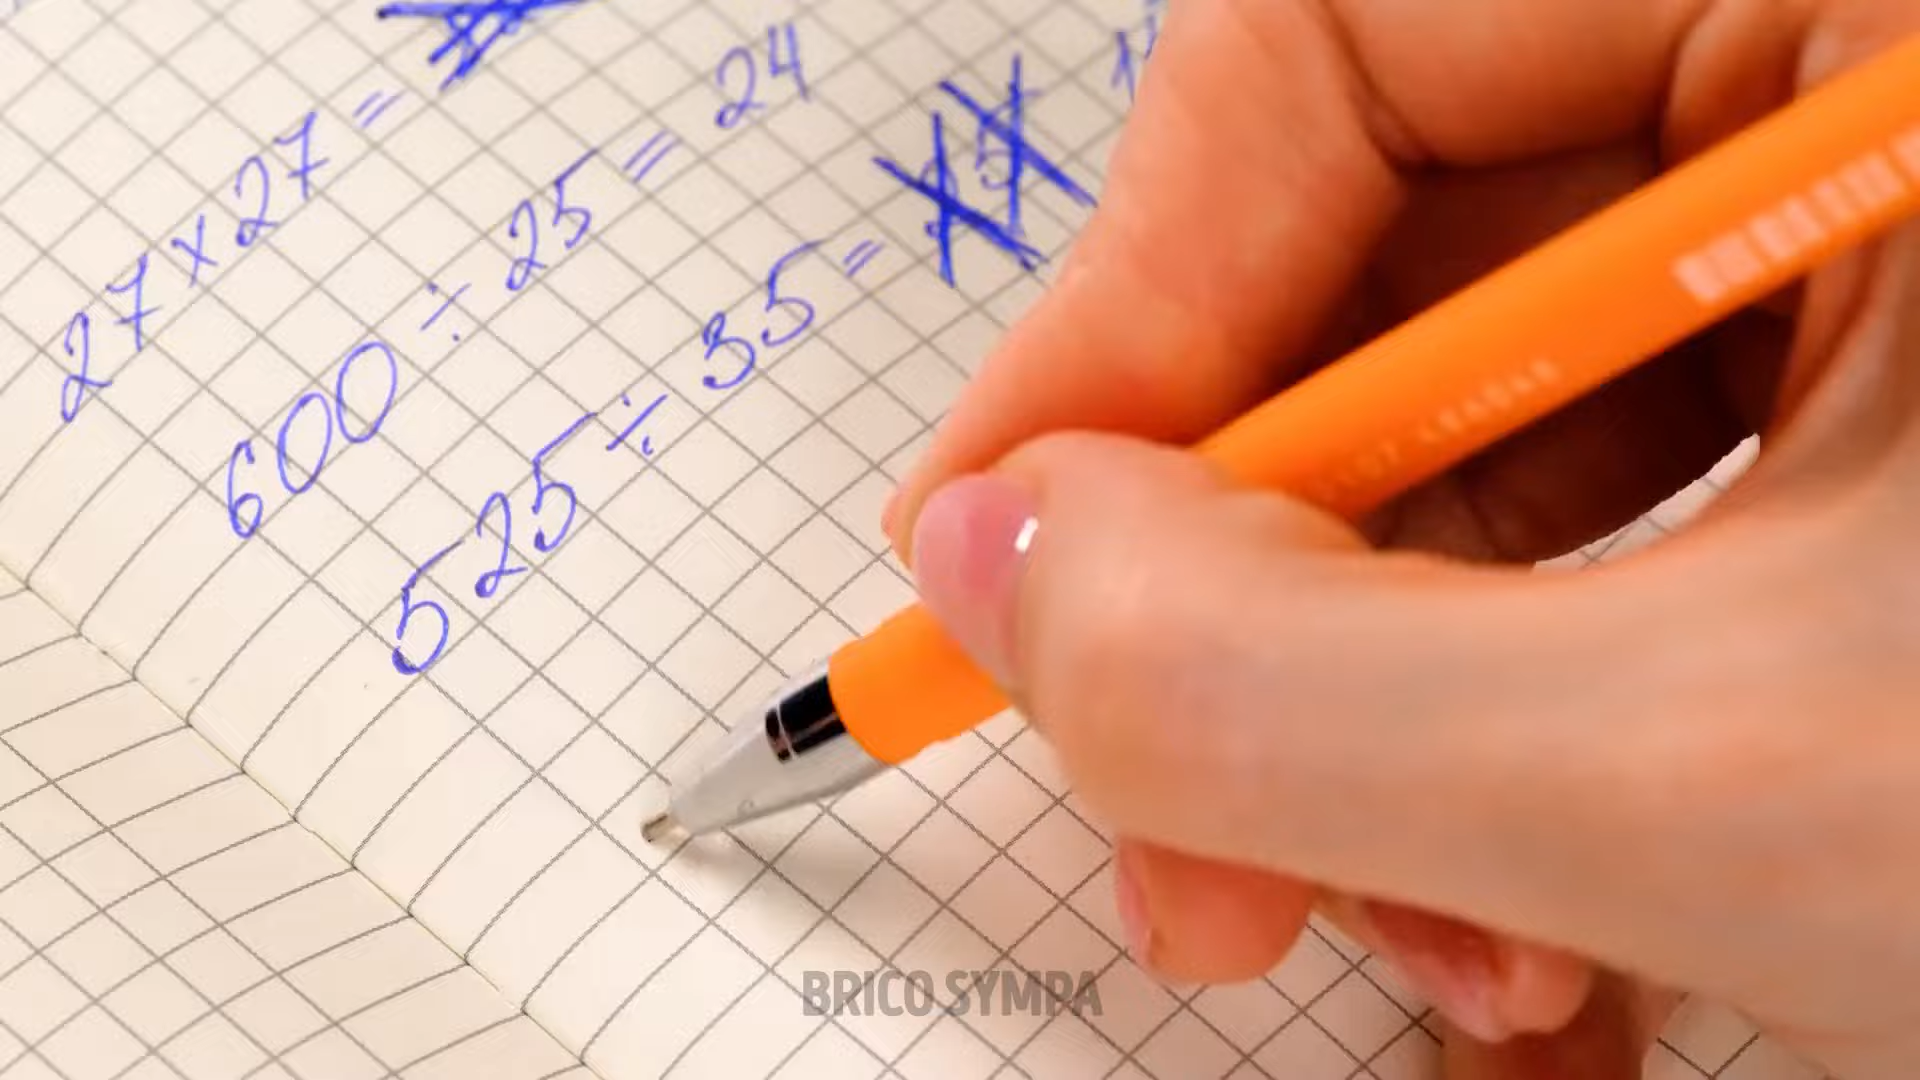 27 x 27 =
600 ÷ 25 = 24
525 ÷ 35 =
BRICO SYMPA